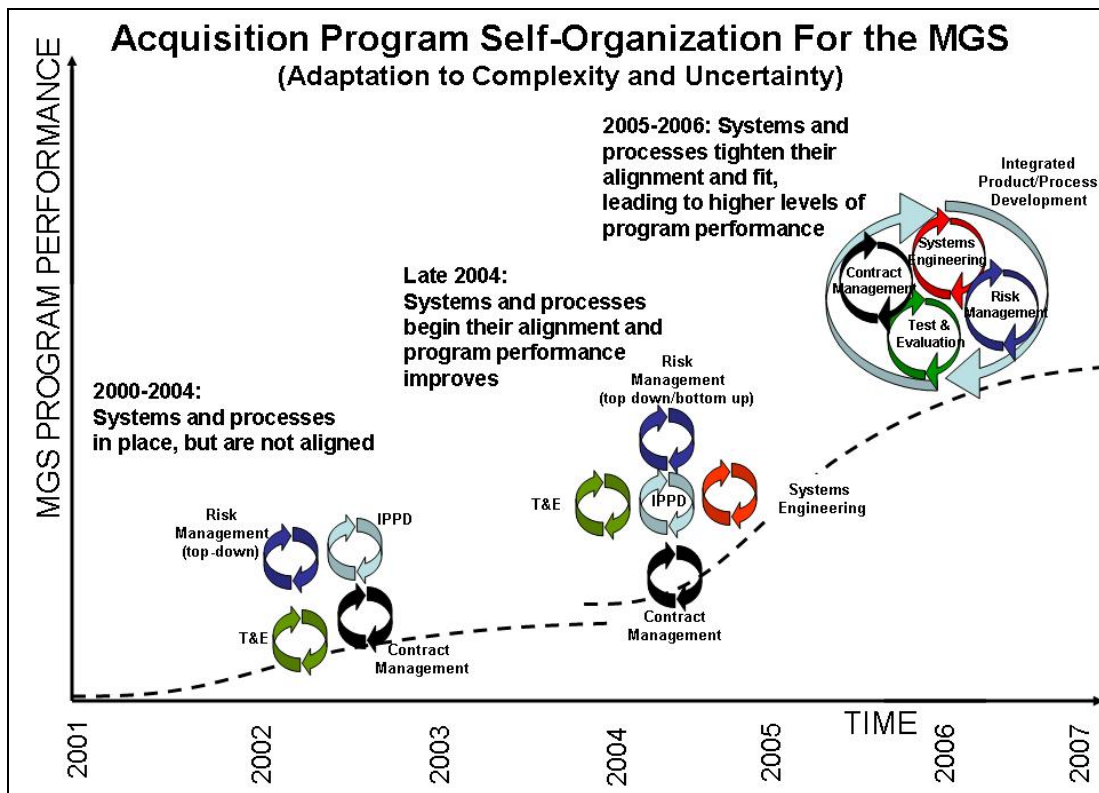 Acquisition Program Self-Organization For the MGS
(Adaptation to Complexity and Uncertainty)
MGS PROGRAM PERFORMANCE
2005-2006: Systems and
processes tighten their
alignment and fit,
leading to higher levels of
program performance
Integrated
Product/Process
Development
Systems
Engineering
Contract
Management
Risk
Management
Test &
Evaluation
Late 2004:
Systems and processes
begin their alignment and
program performance
improves
Risk
Management
(top down/bottom up)
T&E
IPPD
Systems
Engineering
Contract
Management
2000-2004:
Systems and processes
in place, but are not aligned
Risk
Management
(top-down)
IPPD
T&E
Contract
Management
TIME
2001
2002
2003
2004
2005
2006
2007